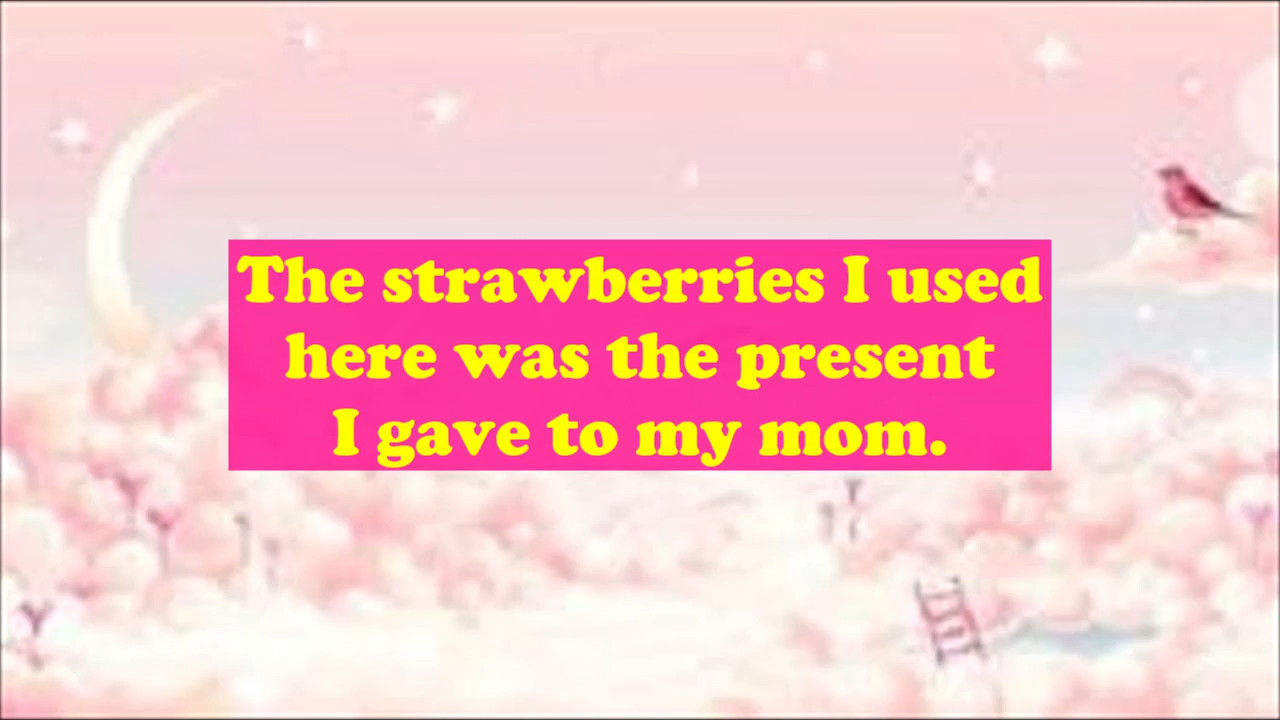 The strawberries I used
here was the present
I gave to my mom.